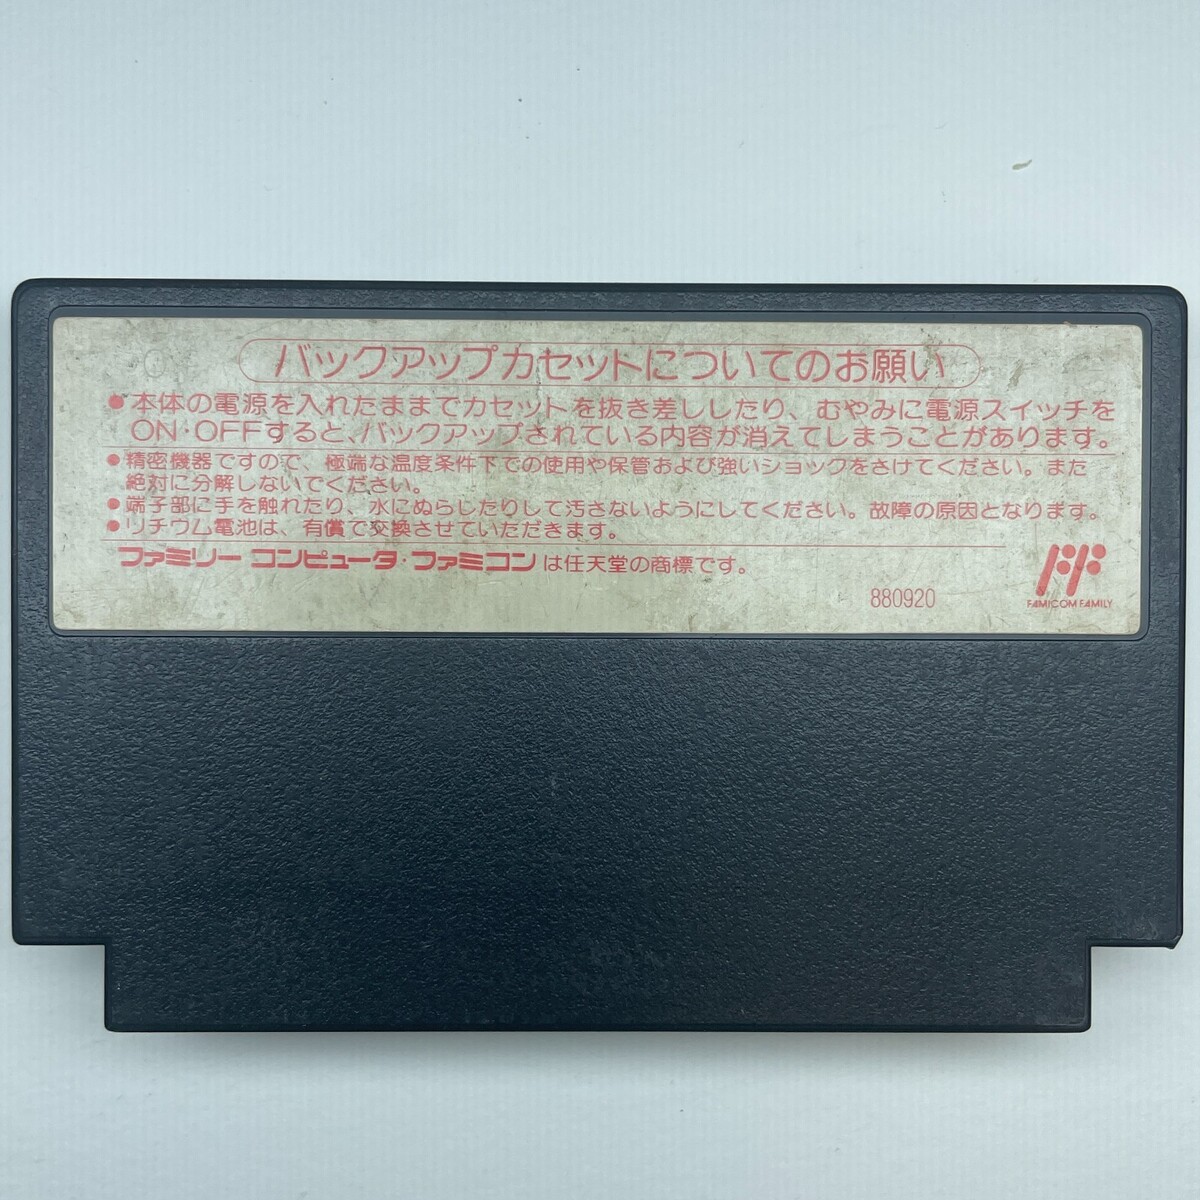 バックアップカセットについてのお願い
●本体の電源を入れたままでカセットを抜き差ししたり、むやみに電源スイッチを
ON・OFFすると、バックアップされている内容が消えてしまうことがあります。
●精密機器ですので、極端な温度条件下での使用や保管および強いショックをさけてください。また
絶対に分解しないでください。
●端子部に手を触れたり、水にぬらしたりして汚さないようにしてください。故障の原因となります。
●リチウム電池は、有償で交換させていただきます。
ファミリー コンピュータ・ファミコンは任天堂の商標です。
880920
FAMICOM FAMILY